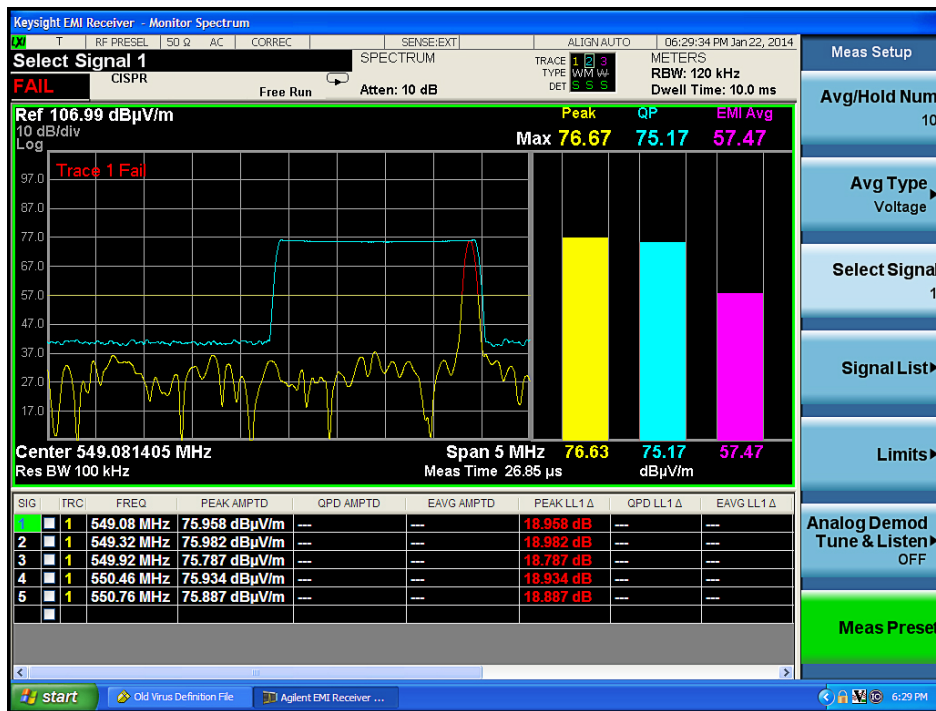 Keysight EMI Receiver - Monitor Spectrum
LXI T RF PRESEL 50 Ω AC CORREC SENSE:EXT ALIGN AUTO 06:29:34 PM Jan 22, 2014
Select Signal 1
FAIL
CISPR
Free Run
SPECTRUM
Atten: 10 dB
TRACE 1 2 3
TYPE WM W
DET S S S
METERS
RBW: 120 kHz
Dwell Time: 10.0 ms
Ref 106.99 dBµV/m
10 dB/div
Log
Peak QP EMI Avg
Max 76.67 75.17 57.47
Trace 1 Fail
97.0
87.0
77.0
67.0
57.0
47.0
37.0
27.0
17.0
Center 549.081405 MHz
Res BW 100 kHz
Span 5 MHz
Meas Time 26.85 µs
76.63 75.17 57.47
dBµV/m
SIG TRC FREQ PEAK AMPTD QPD AMPTD EAVG AMPTD PEAK LL1 Δ QPD LL1 Δ EAVG LL1 Δ
1 1 549.08 MHz 75.958 dBµV/m --- --- 18.958 dB --- ---
2 1 549.32 MHz 75.982 dBµV/m --- --- 18.982 dB --- ---
3 1 549.92 MHz 75.787 dBµV/m --- --- 18.787 dB --- ---
4 1 550.46 MHz 75.934 dBµV/m --- --- 18.934 dB --- ---
5 1 550.76 MHz 75.887 dBµV/m --- --- 18.887 dB --- ---
Meas Setup
Avg/Hold Num
10
Avg Type
Voltage
Select Signal
1
Signal List
Limits
Analog Demod
Tune & Listen
OFF
Meas Preset
start
Old Virus Definition File
Agilent EMI Receiver ...
6:29 PM